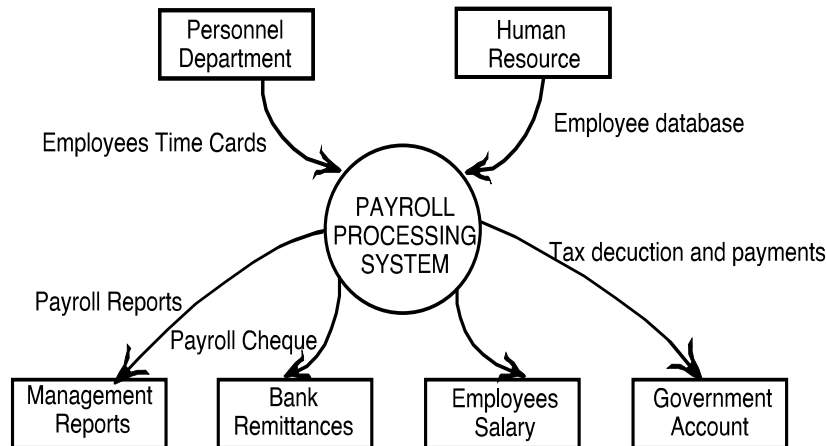 Personnel
Department
Human
Resource
Employees Time Cards
Employee database
PAYROLL
PROCESSING
SYSTEM
Tax decuction and payments
Payroll Reports
Payroll Cheque
Management
Reports
Bank
Remittances
Employees
Salary
Government
Account